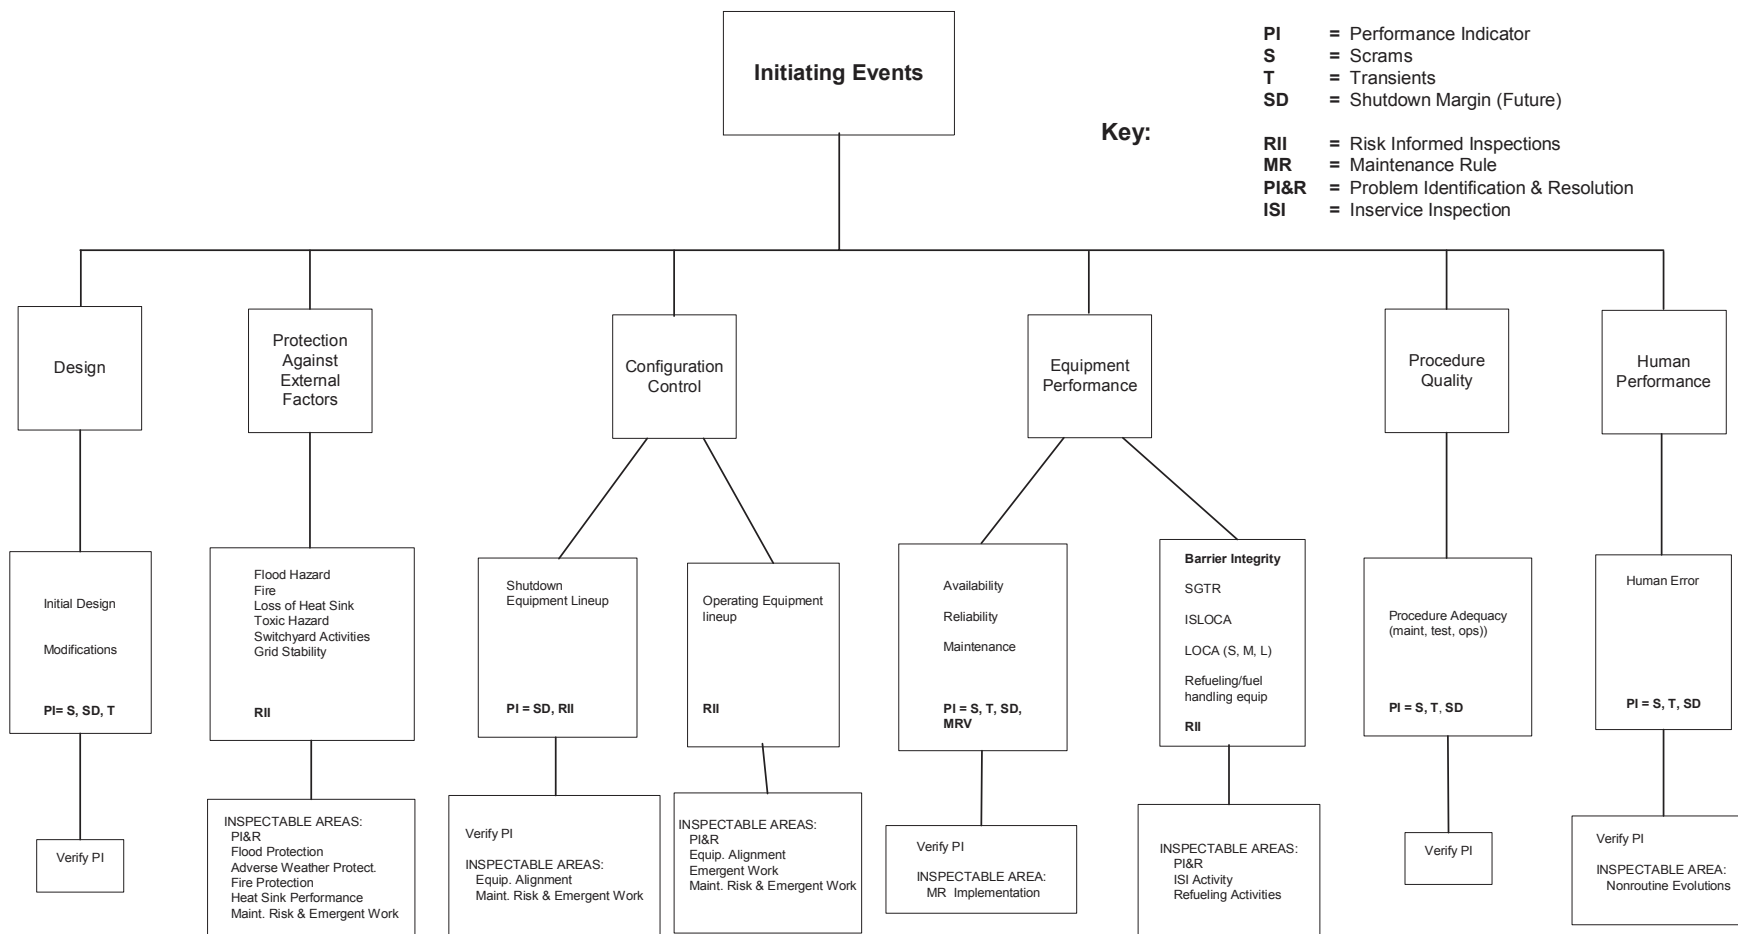 Initiating Events
Key:
PI = Performance Indicator
S = Scrams
T = Transients
SD = Shutdown Margin (Future)
RII = Risk Informed Inspections
MR = Maintenance Rule
PI&R = Problem Identification & Resolution
ISI = Inservice Inspection
Design
Protection
Against
External
Factors
Configuration
Control
Equipment
Performance
Procedure
Quality
Human
Performance
Initial Design
Modifications
PI= S, SD, T
Flood Hazard
Fire
Loss of Heat Sink
Toxic Hazard
Switchyard Activities
Grid Stability
RII
Shutdown
Equipment Lineup
PI = SD, RII
Operating Equipment
lineup
RII
Availability
Reliability
Maintenance
PI = S, T, SD,
MRV
Barrier Integrity
SGTR
ISLOCA
LOCA (S, M, L)
Refueling/fuel
handling equip
RII
Procedure Adequacy
(maint, test, ops))
PI = S, T, SD
Human Error
PI = S, T, SD
Verify PI
INSPECTABLE AREAS:
PI&R
Flood Protection
Adverse Weather Protect.
Fire Protection
Heat Sink Performance
Maint. Risk & Emergent Work
Verify PI
INSPECTABLE AREAS:
Equip. Alignment
Maint. Risk & Emergent Work
INSPECTABLE AREAS:
PI&R
Equip. Alignment
Emergent Work
Maint. Risk & Emergent Work
Verify PI
INSPECTABLE AREA:
MR Implementation
INSPECTABLE AREAS:
PI&R
ISI Activity
Refueling Activities
Verify PI
Verify PI
INSPECTABLE AREA:
Nonroutine Evolutions